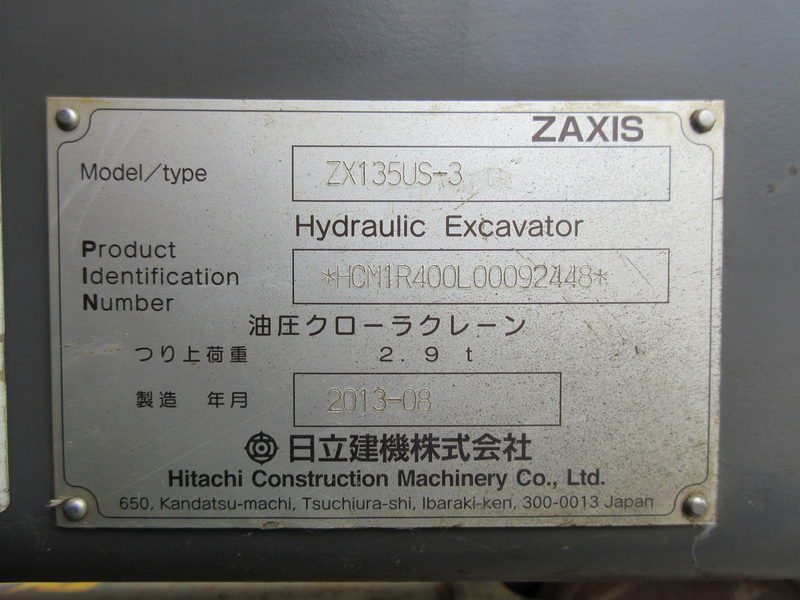 ZAXIS
Model/type ZX135US-3
Hydraulic Excavator
Product
Identification *HCM1R400L00092448*
Number
油圧クローラクレーン
つり上荷重 2.9 t
製造 年月 2013-08
日立建機株式会社
Hitachi Construction Machinery Co., Ltd.
650, Kandatsu-machi, Tsuchiura-shi, Ibaraki-ken, 300-0013 Japan